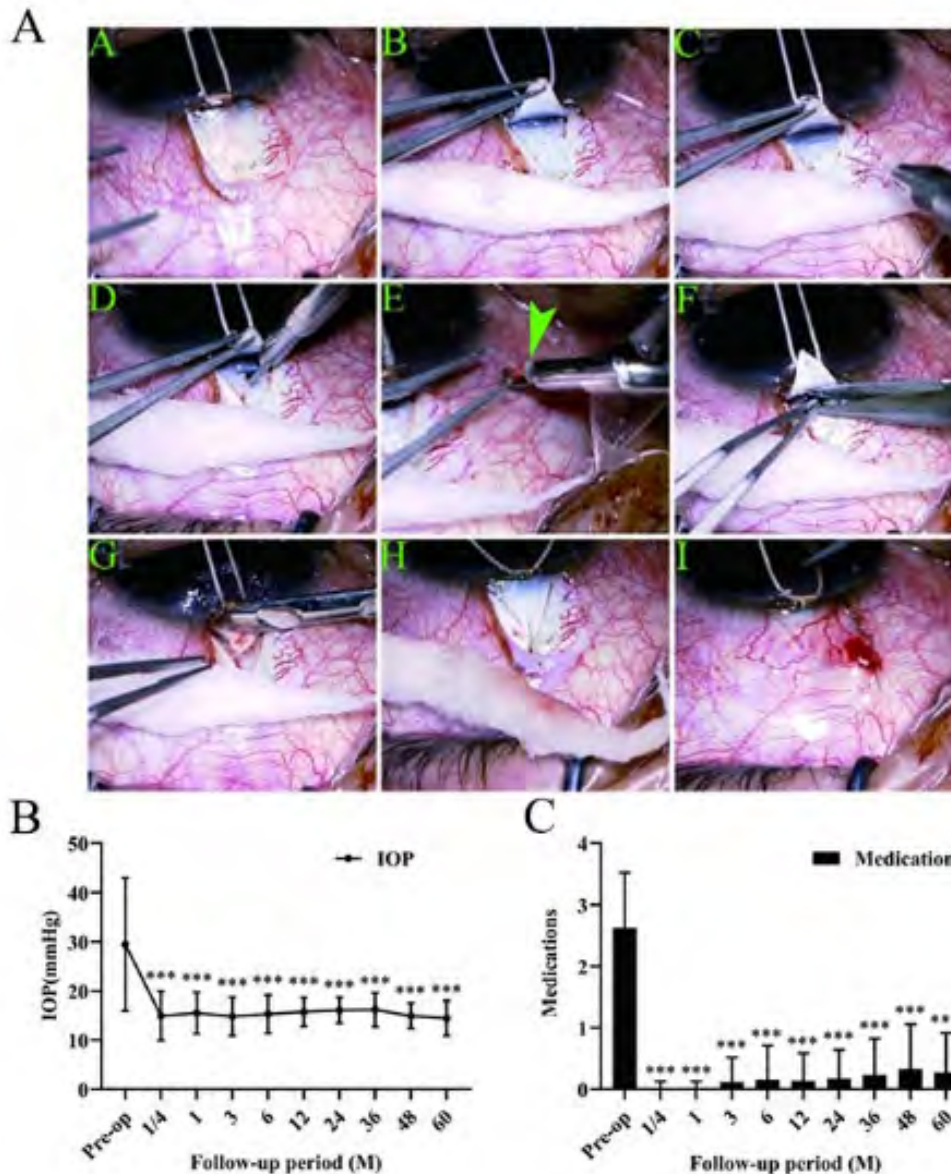 A
A B C
D E F
G H I
B
50
40
30
20
10
0
IOP(mmHg)
IOP
*** *** *** *** *** *** *** *** ***
Pre-op 1/4 1 3 6 12 24 36 48 60
Follow-up period (M)
C
4
3
2
1
0
Medications
Medication
*** *** *** *** *** *** *** *** **
Pre-op 1/4 1 3 6 12 24 36 48 60
Follow-up period (M)